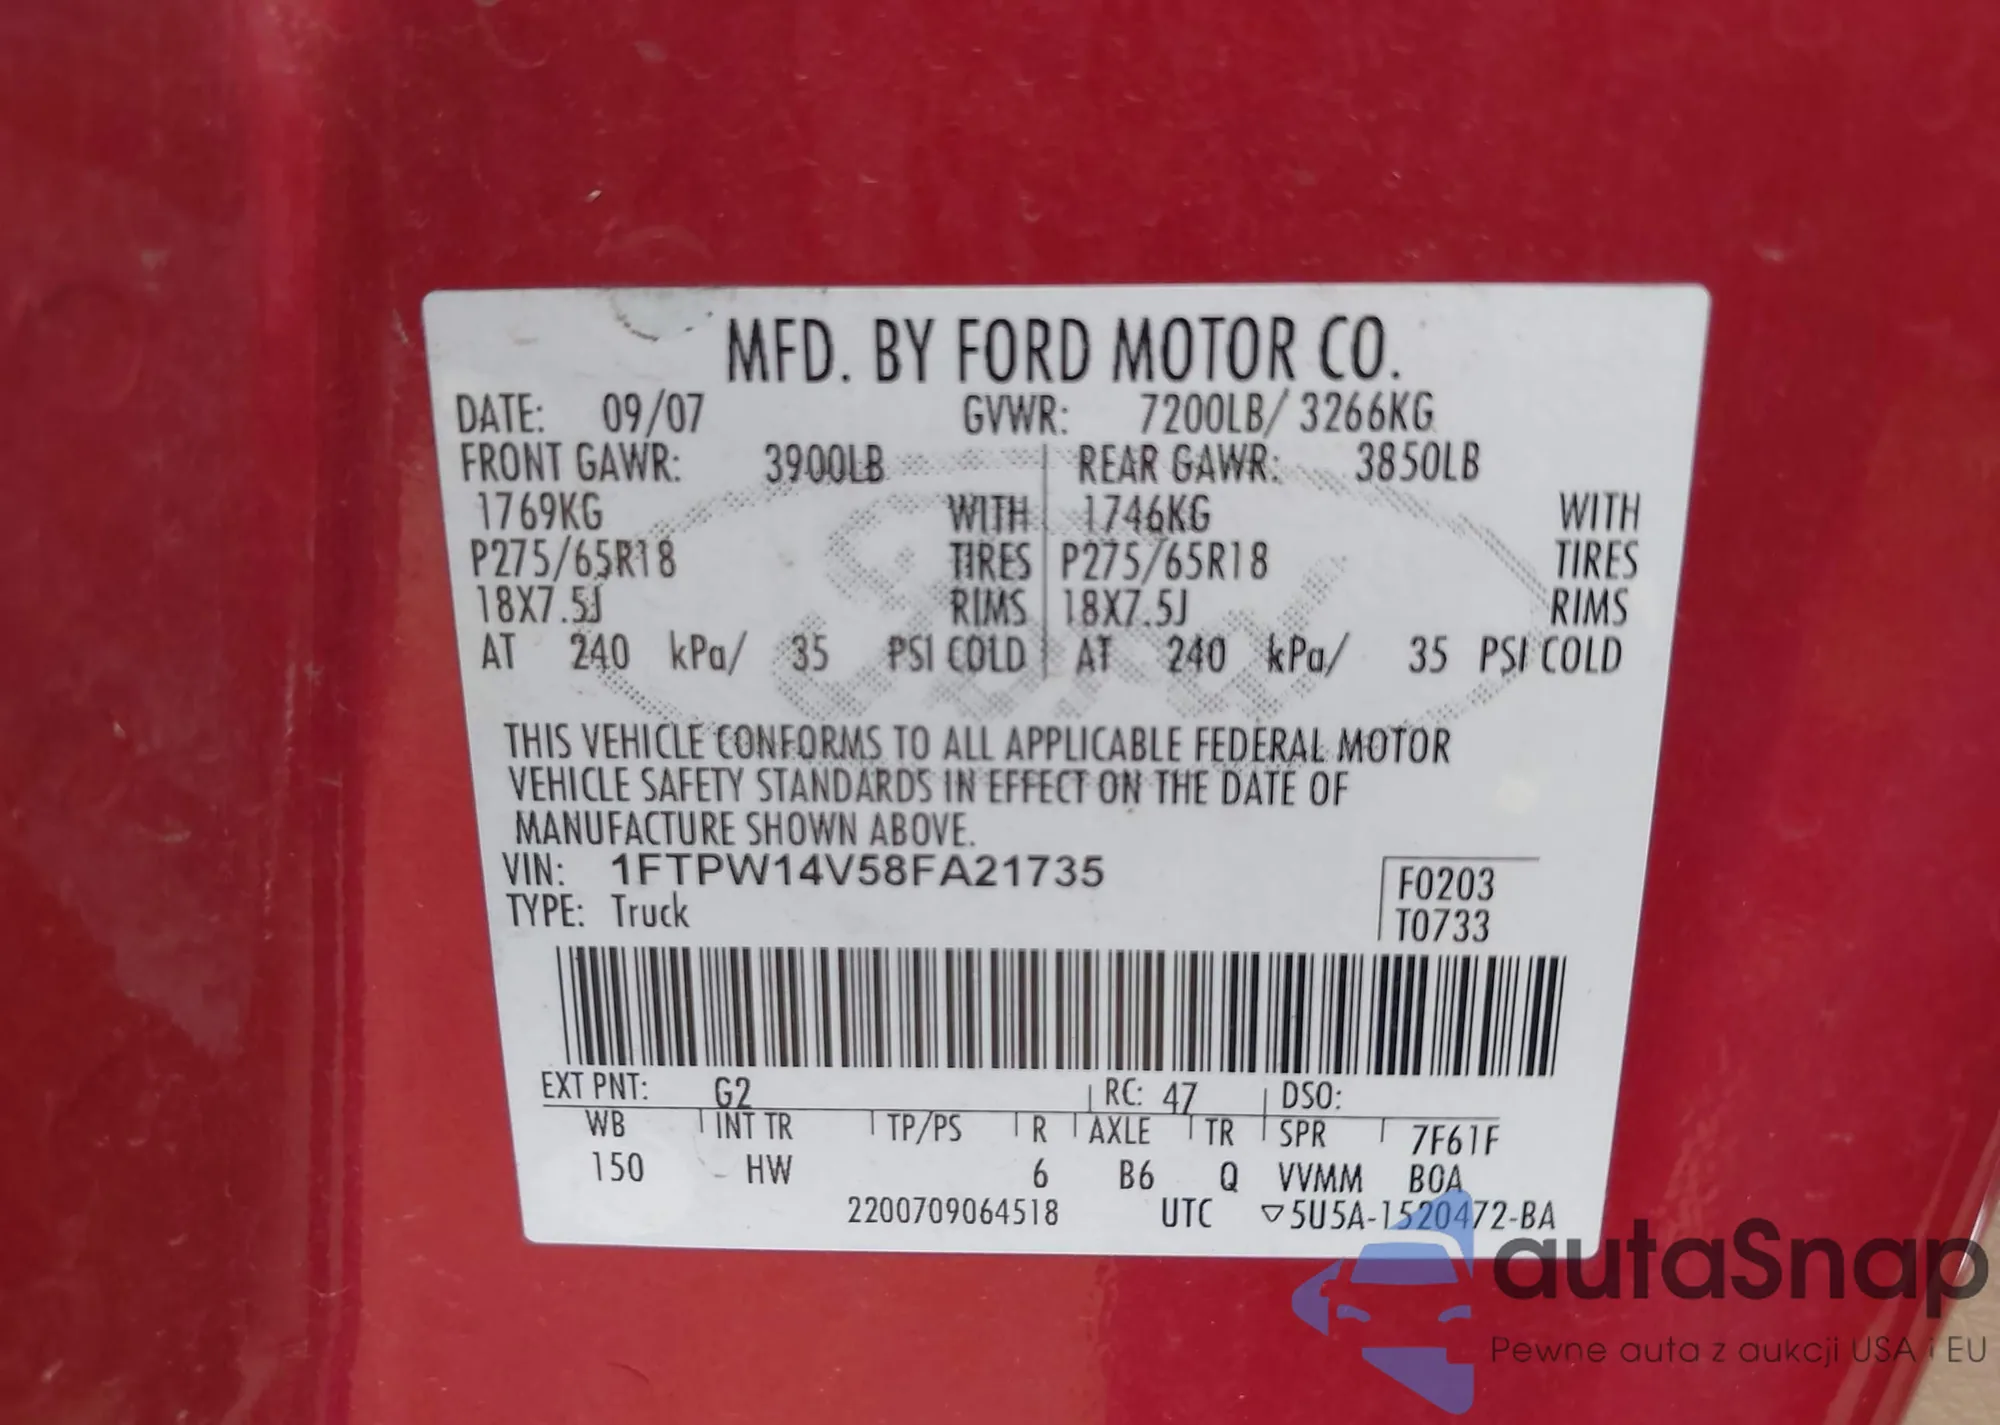 MFD. BY FORD MOTOR CO.
DATE: 09/07 GVWR: 7200LB/ 3266KG
FRONT GAWR: 3900LB REAR GAWR: 3850LB
1769KG WITH 1746KG WITH
P275/65R18 TIRES P275/65R18 TIRES
18X7.5J RIMS 18X7.5J RIMS
AT 240 kPa/ 35 PSI COLD AT 240 kPa/ 35 PSI COLD
THIS VEHICLE CONFORMS TO ALL APPLICABLE FEDERAL MOTOR
VEHICLE SAFETY STANDARDS IN EFFECT ON THE DATE OF
MANUFACTURE SHOWN ABOVE.
VIN: 1FTPW14V58FA21735
TYPE: Truck
F0203
T0733
EXT PNT: G2 RC: 47 DSO:
WB INT TR TP/PS R AXLE TR SPR 7F61F
150 HW 6 B6 Q VVMM BOA
2200709064518 UTC ▽5U5A-1520472-BA
autaSnap
Pewne auta z aukcji USA i EU